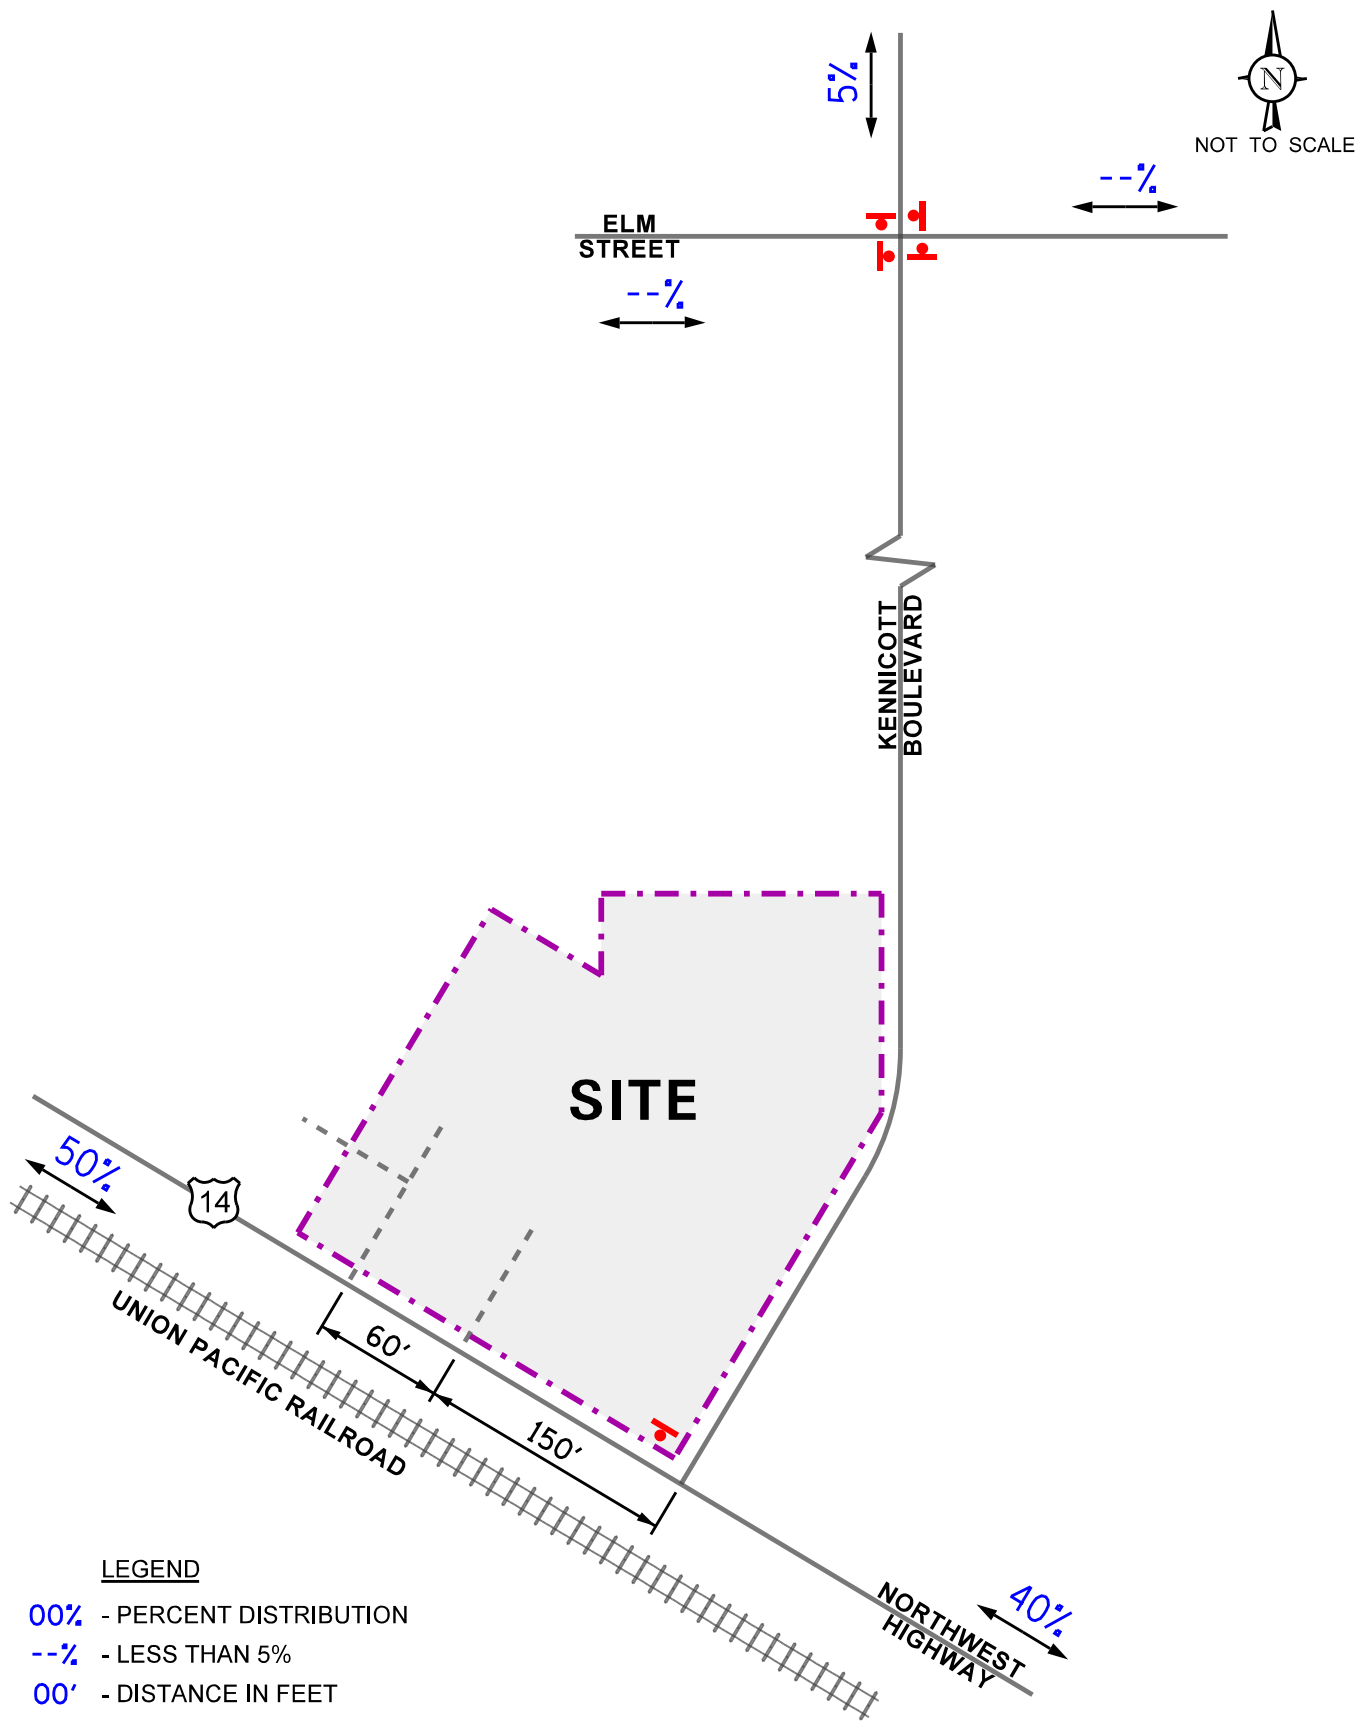 5%
N
NOT TO SCALE
--%
ELM
STREET
--%
KENNICOTT
BOULEVARD
SITE
50%
14
60'
UNION PACIFIC RAILROAD
150'
40%
NORTHWEST
HIGHWAY
LEGEND
00% - PERCENT DISTRIBUTION
--% - LESS THAN 5%
00' - DISTANCE IN FEET